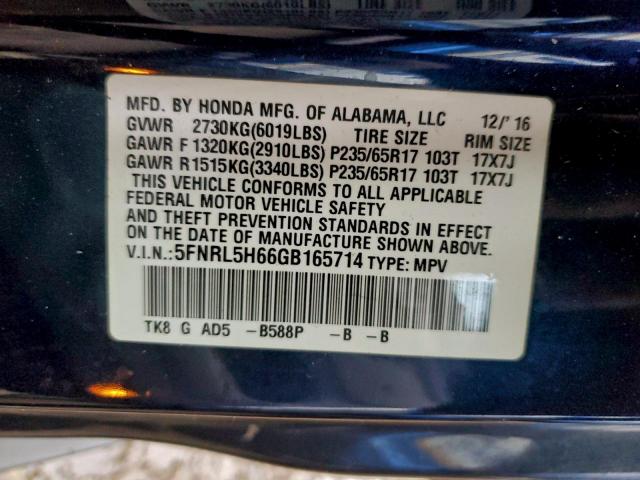 GVWR 2730KG(6019LBS)
MFD. BY HONDA MFG. OF ALABAMA, LLC 12/'16
GVWR 2730KG(6019LBS) TIRE SIZE RIM SIZE
GAWR F 1320KG(2910LBS) P235/65R17 103T 17X7J
GAWR R1515KG(3340LBS) P235/65R17 103T 17X7J
THIS VEHICLE CONFORMS TO ALL APPLICABLE
FEDERAL MOTOR VEHICLE SAFETY
AND THEFT PREVENTION STANDARDS IN EFFECT
ON THE DATE OF MANUFACTURE SHOWN ABOVE.
V.I.N.:5FNRL5H66GB165714 TYPE: MPV
TK8 G AD5 -B588P -B -B